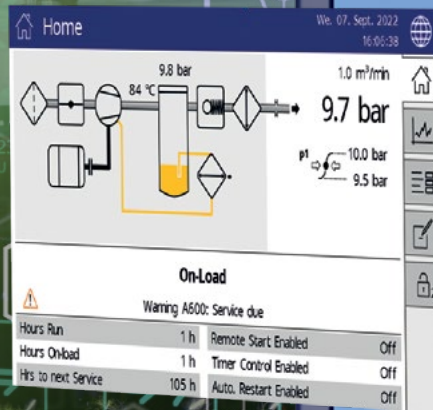 Home
We. 07. Sept. 2022
16:06:38
9.8 bar
84 °C
1.0 m³/min
9.7 bar
p1
10.0 bar
9.5 bar
On-Load
Warning A600: Service due
Hours Run 1 h Remote Start Enabled Off
Hours On-load 1 h Timer Control Enabled Off
Hrs to next Service 105 h Auto. Restart Enabled Off